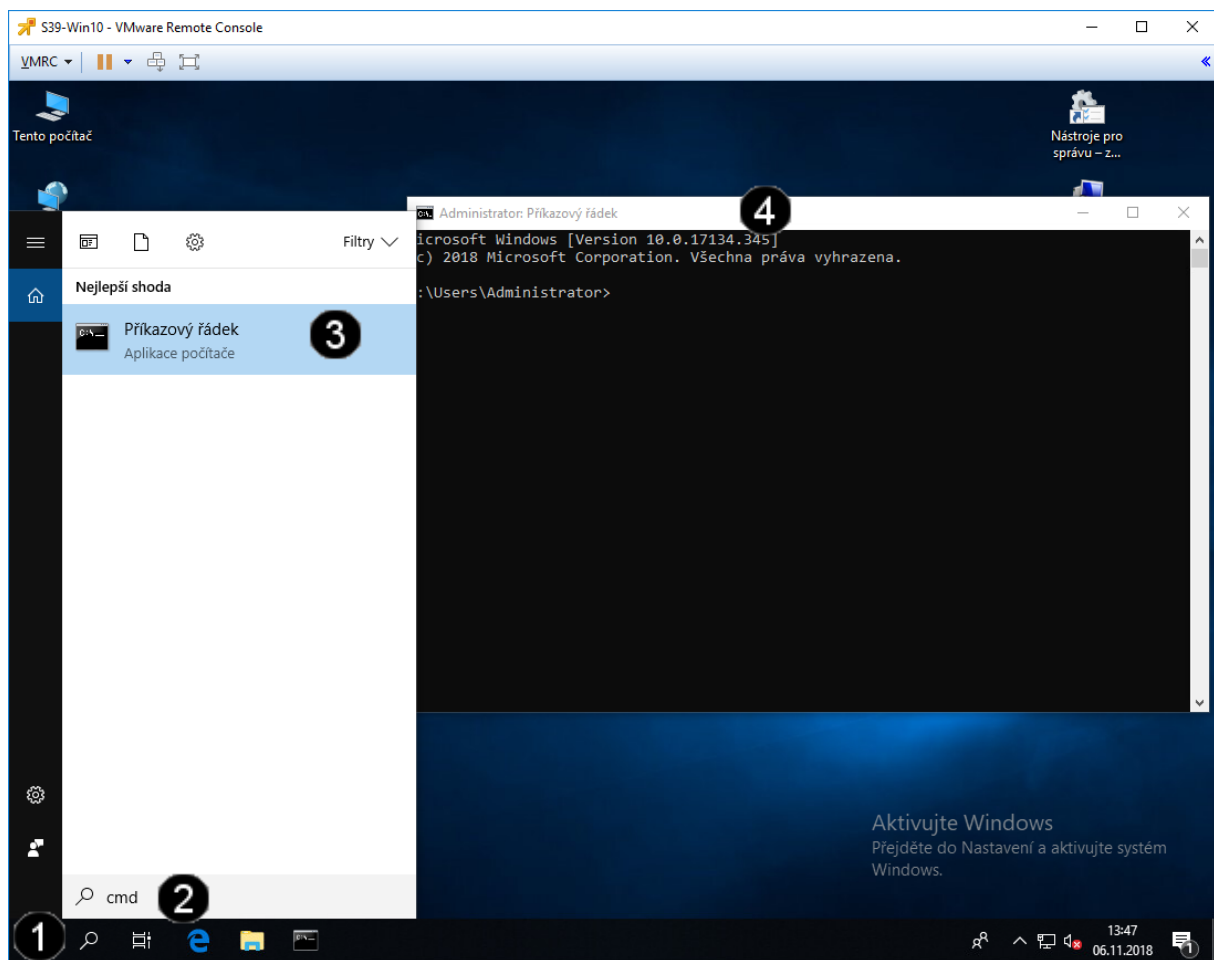 S39-Win10 - VMware Remote Console
VMRC
Tento počítač
Nástroje pro
správu – z...
Administrator: Příkazový řádek
4
Filtry
icrosoft Windows [Version 10.0.17134.345]
c) 2018 Microsoft Corporation. Všechna práva vyhrazena.
:\Users\Administrator>
Nejlepší shoda
Příkazový řádek
Aplikace počítače
3
Aktivujte Windows
Přejděte do Nastavení a aktivujte systém
Windows.
cmd
2
1
13:47
06.11.2018
1